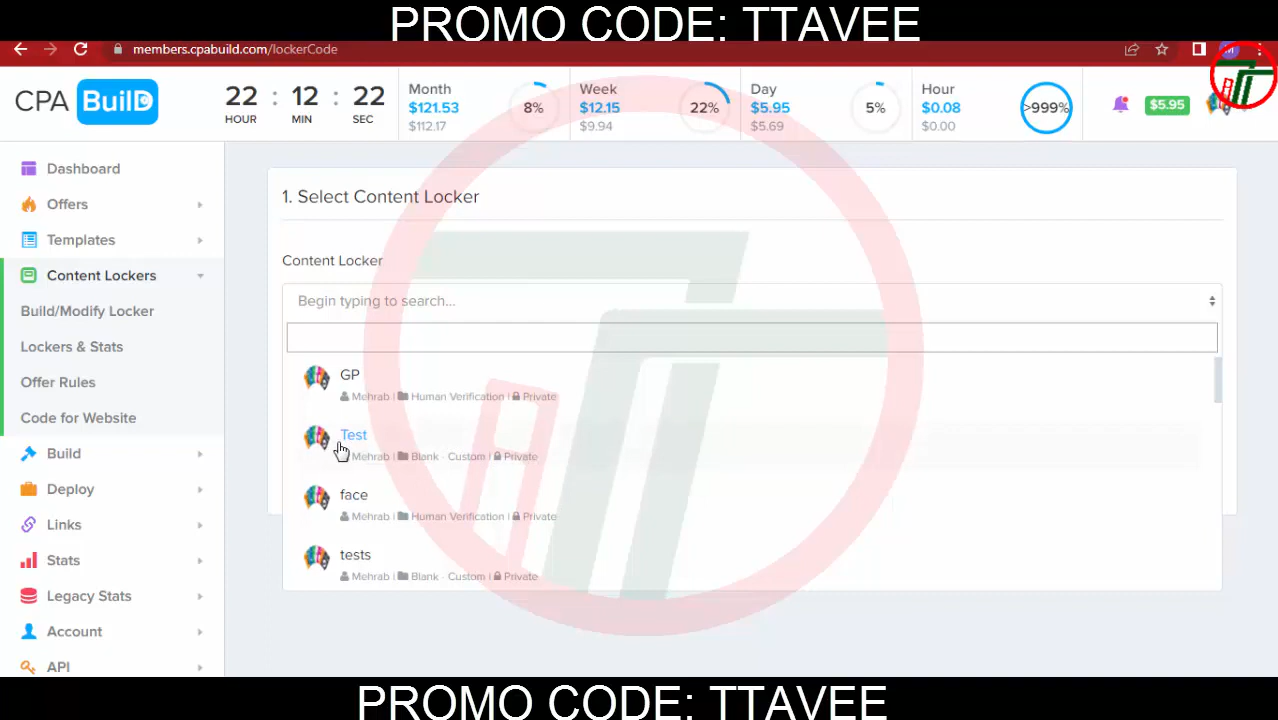 PROMO CODE: TTAVEE
members.cpabuild.com/lockerCode
CPA BuilD
22 : 12 : 22
HOUR MIN SEC
Month
$121.53
$112.17
8%
Week
$12.15
$9.94
22%
Day
$5.95
$5.69
5%
Hour
$0.08
$0.00
>999%
$5.95
M
Dashboard
Offers
Templates
Content Lockers
Build/Modify Locker
Lockers & Stats
Offer Rules
Code for Website
Build
Deploy
Links
Stats
Legacy Stats
Account
API
1. Select Content Locker
Content Locker
Begin typing to search...
GP
Mehrab | Human Verification | Private
Test
Mehrab | Blank - Custom | Private
face
Mehrab | Human Verification | Private
tests
Mehrab | Blank - Custom | Private
PROMO CODE: TTAVEE